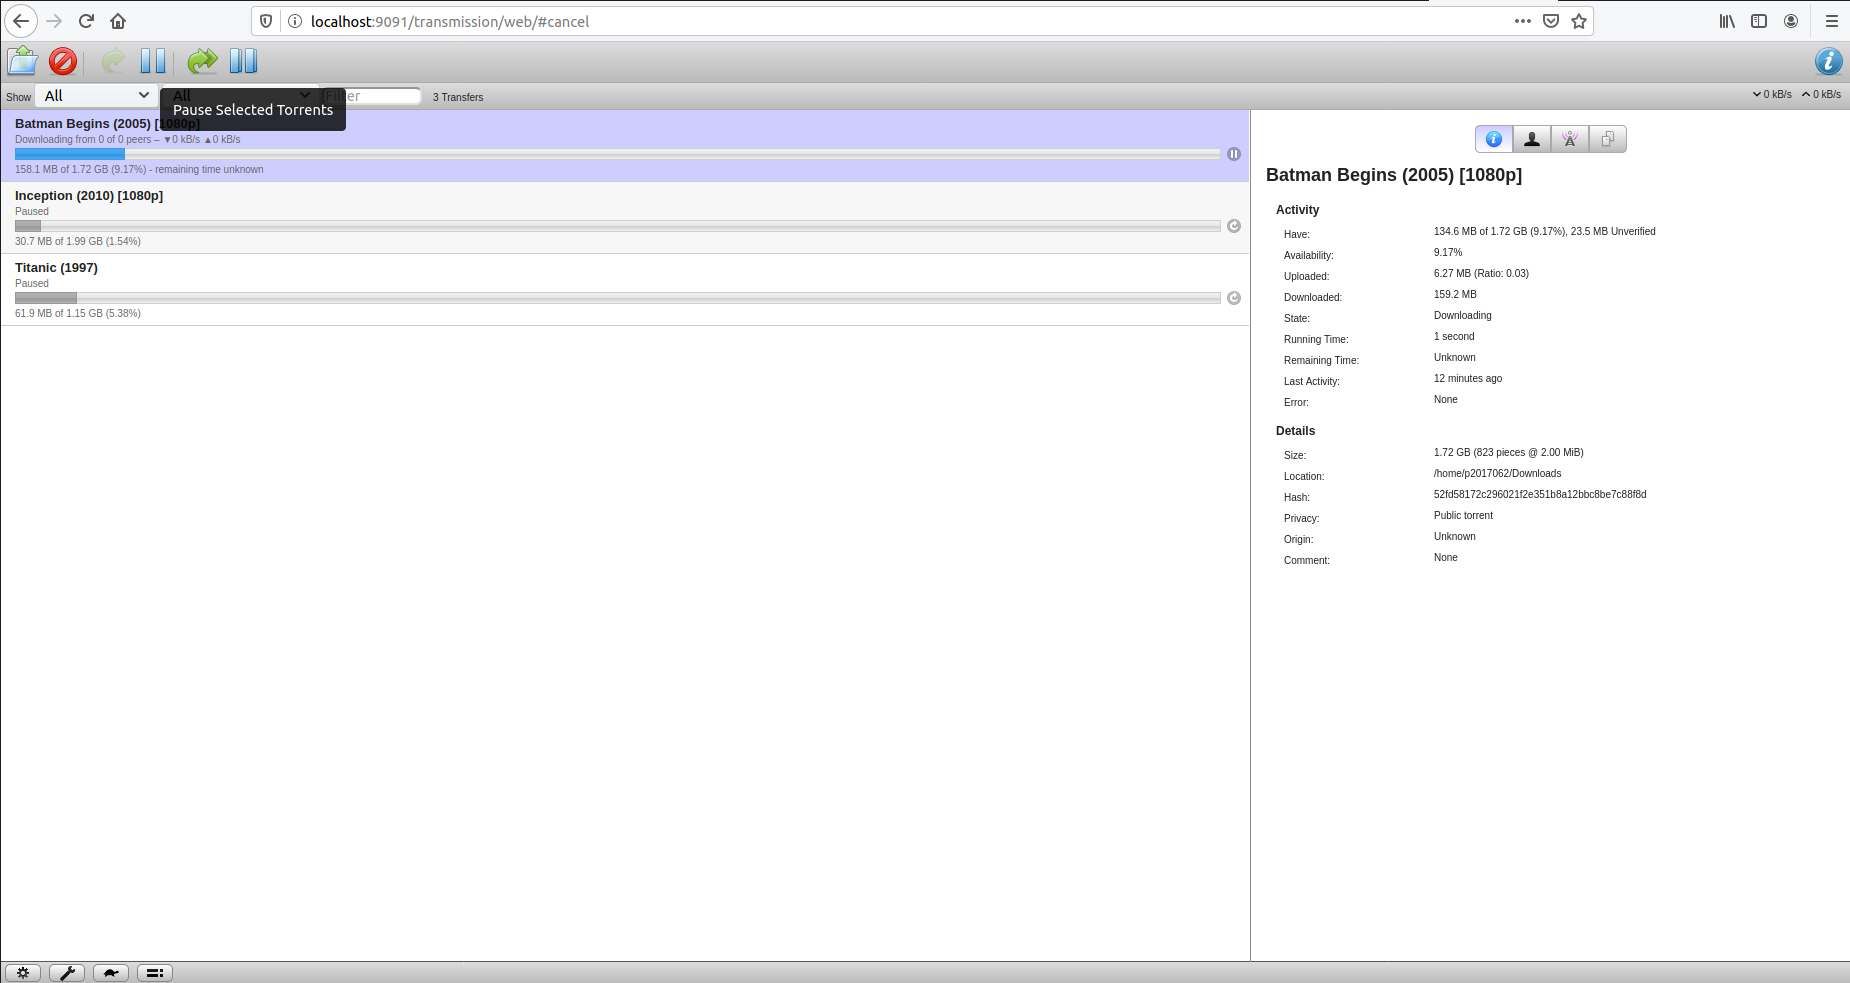 localhost:9091/transmission/web/#cancel
Show All All Filter 3 Transfers 0 kB/s 0 kB/s
Pause Selected Torrents
Batman Begins (2005) [1080p]
Downloading from 0 of 0 peers – ▼0 kB/s ▲0 kB/s
158.1 MB of 1.72 GB (9.17%) - remaining time unknown
Inception (2010) [1080p]
Paused
30.7 MB of 1.99 GB (1.54%)
Titanic (1997)
Paused
61.9 MB of 1.15 GB (5.38%)
Batman Begins (2005) [1080p]
Activity
Have: 134.6 MB of 1.72 GB (9.17%), 23.5 MB Unverified
Availability: 9.17%
Uploaded: 6.27 MB (Ratio: 0.03)
Downloaded: 159.2 MB
State: Downloading
Running Time: 1 second
Remaining Time: Unknown
Last Activity: 12 minutes ago
Error: None
Details
Size: 1.72 GB (823 pieces @ 2.00 MiB)
Location: /home/p2017062/Downloads
Hash: 52fd58172c296021f2e351b8a12bbc8be7c88f8d
Privacy: Public torrent
Origin: Unknown
Comment: None